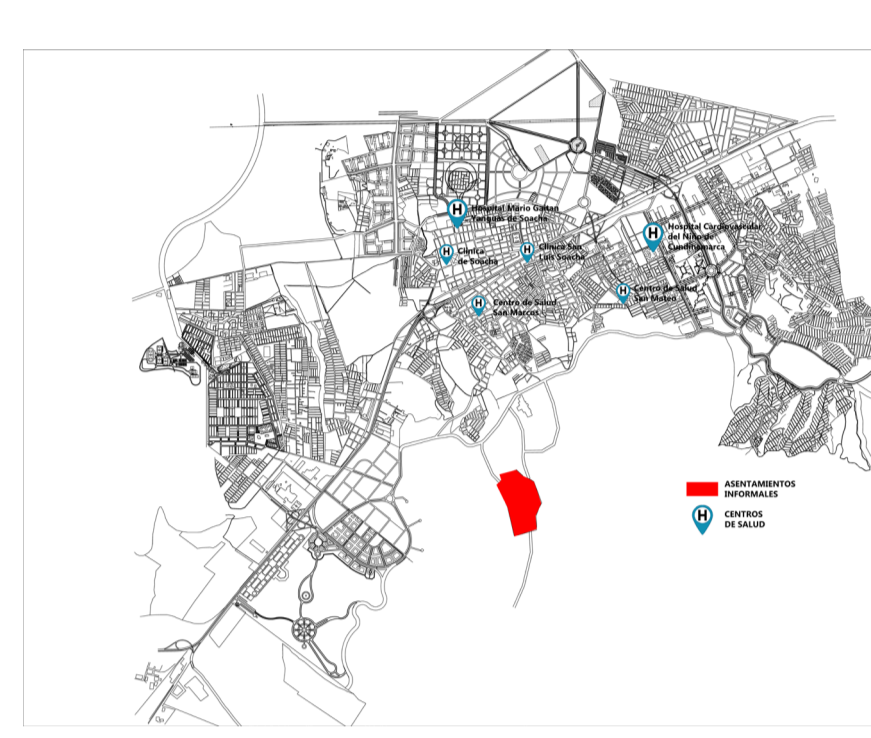 H
Hospital Mario Gaitan
Yanguas de Soacha
H
Hospital Cardiovascular
del Niño de
Cundinamarca
H
Clinica
de Soacha
H
Clinica San
Luis Soacha
H
Centro de Salud
San Mateo
H
Centro de Salud
San Marcos
ASENTAMIENTOS
INFORMALES
H
CENTROS
DE SALUD